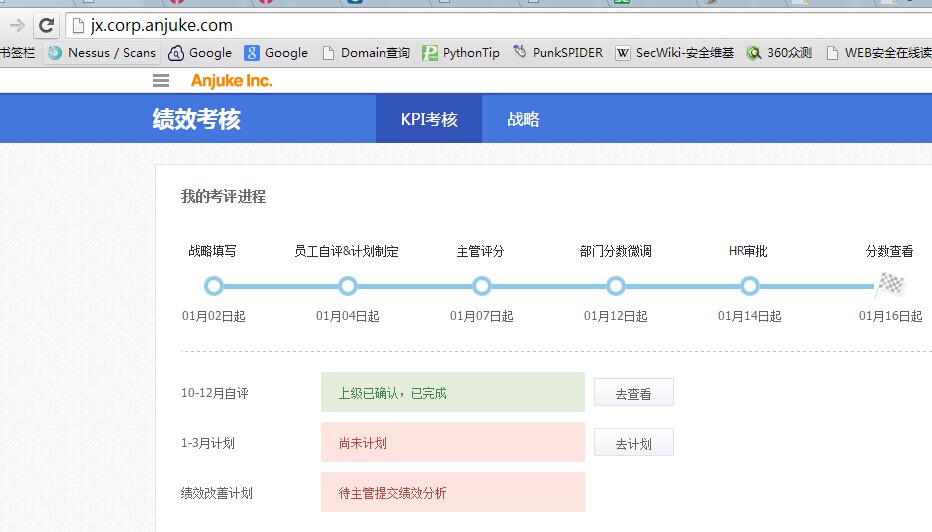 jx.corp.anjuke.com
书签栏 Nessus / Scans Google Google Domain查询 PythonTip PunkSPIDER SecWiki-安全维基 360众测 WEB安全在线读
Anjuke Inc.
绩效考核 KPI考核 战略
我的考评进程
战略填写 员工自评&计划制定 主管评分 部门分数微调 HR审批 分数查看
01月02日起 01月04日起 01月07日起 01月12日起 01月14日起 01月16日起
10-12月自评 上级已确认，已完成 去查看
1-3月计划 尚未计划 去计划
绩效改善计划 待主管提交绩效分析